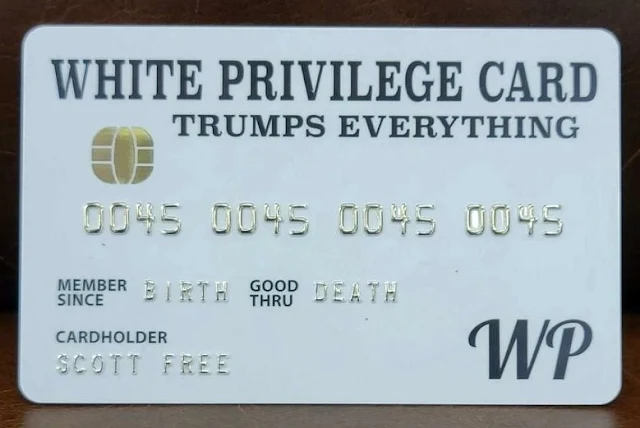 WHITE PRIVILEGE CARD
TRUMPS EVERYTHING
0045 0045 0045 0045
MEMBER SINCE BIRTH GOOD THRU DEATH
CARDHOLDER
SCOTT FREE
WP